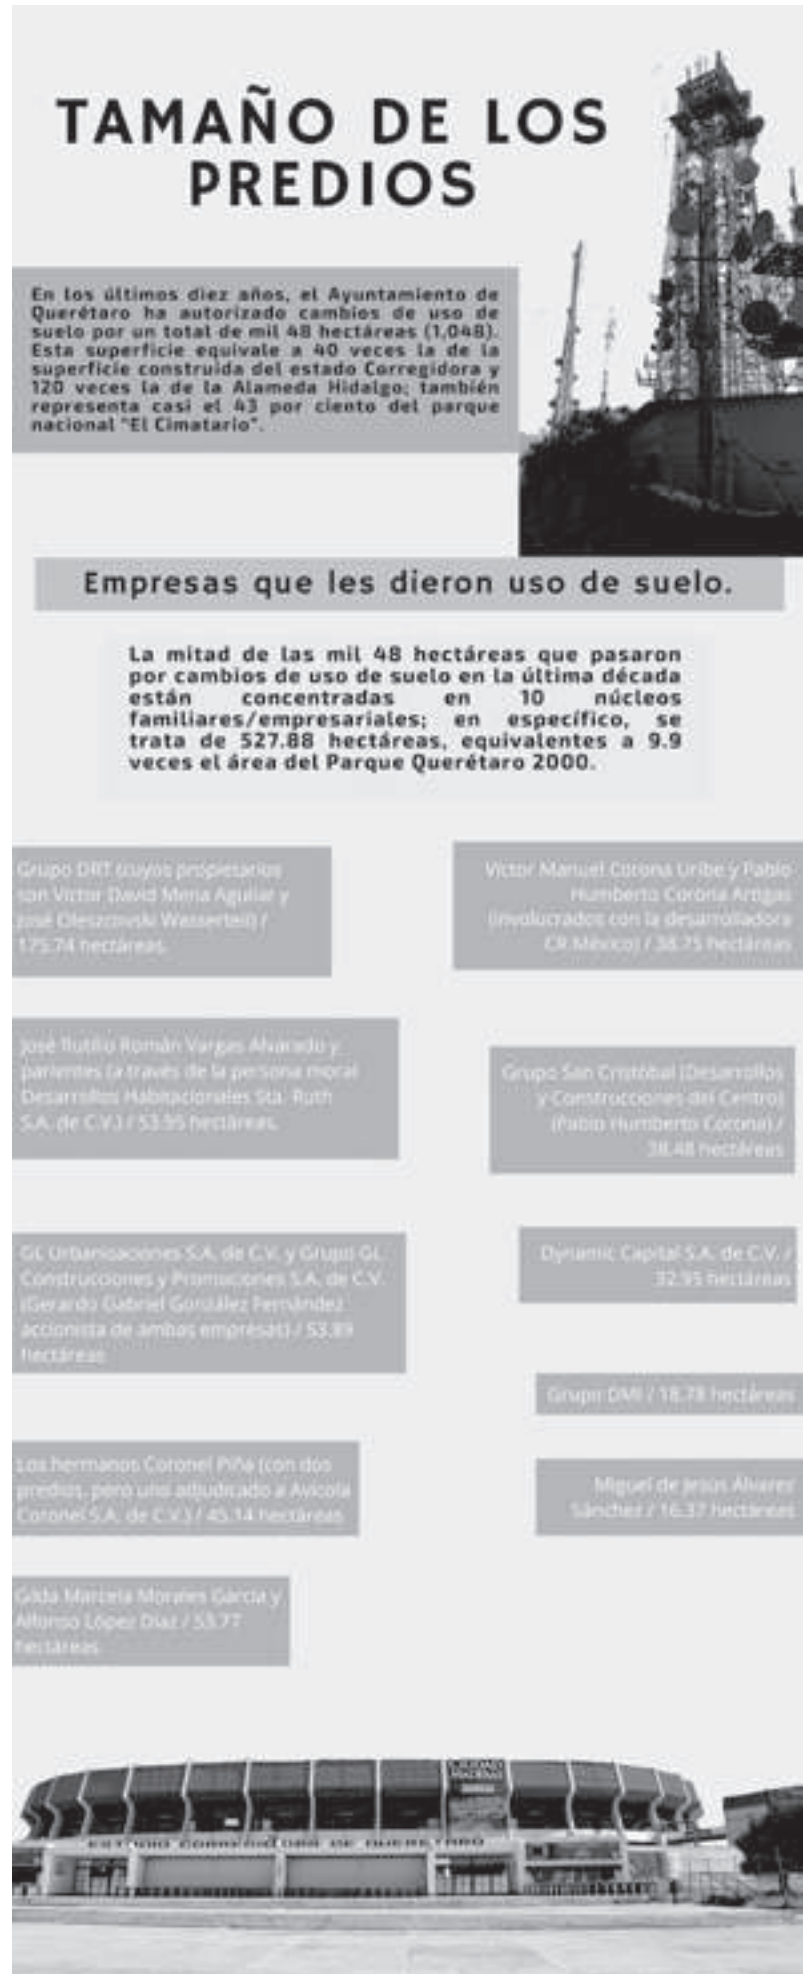 TAMAÑO DE LOS
PREDIOS
En los últimos diez años, el Ayuntamiento de
Querétaro ha autorizado cambios de uso de
suelo por un total de mil 48 hectáreas (1,048).
Esta superficie equivale a 40 veces la de la
superficie construida del estado Corregidora y
120 veces la de la Alameda Hidalgo; también
representa casi el 43 por ciento del parque
nacional "El Cimatario".
Empresas que les dieron uso de suelo.
La mitad de las mil 48 hectáreas que pasaron
por cambios de uso de suelo en la última década
están concentradas en 10 núcleos
familiares/empresariales; en específico, se
trata de 527.88 hectáreas, equivalentes a 9.9
veces el área del Parque Querétaro 2000.
Grupo DRT (cuyos propietarios
son Víctor David Mena Aguilar y
José Oleszcovski Wasserteil) /
175.74 hectáreas.
Víctor Manuel Corona Uribe y Pablo
Humberto Corona Artigas
(involucrados con la desarrolladora
CR México) / 38.75 hectáreas
José Rutilio Román Vargas Alvarado y
parientes (a través de la persona moral
Desarrollos Habitacionales Sta. Ruth
S.A. de C.V.) / 53.95 hectáreas.
Grupo San Cristóbal (Desarrollos
y Construcciones del Centro)
(Pablo Humberto Corona) /
38.48 hectáreas
GL Urbanizaciones S.A. de C.V. y Grupo GL
Construcciones y Promociones S.A. de C.V.
(Gerardo Gabriel González Fernández
accionista de ambas empresas) / 53.89
hectáreas
Dynamic Capital S.A. de C.V. /
32.95 hectáreas
Grupo DMI / 18.78 hectáreas
Los hermanos Coronel Piña (con dos
predios, pero uno adjudicado a Avícola
Coronel S.A. de C.V.) / 45.14 hectáreas
Miguel de Jesús Álvarez
Sánchez / 16.37 hectáreas
Gilda Marcela Morales García y
Alfonso López Díaz / 53.77
hectáreas
CIUDAD
MADERAS
ESTADIO CORREGIDORA DE QUERETARO